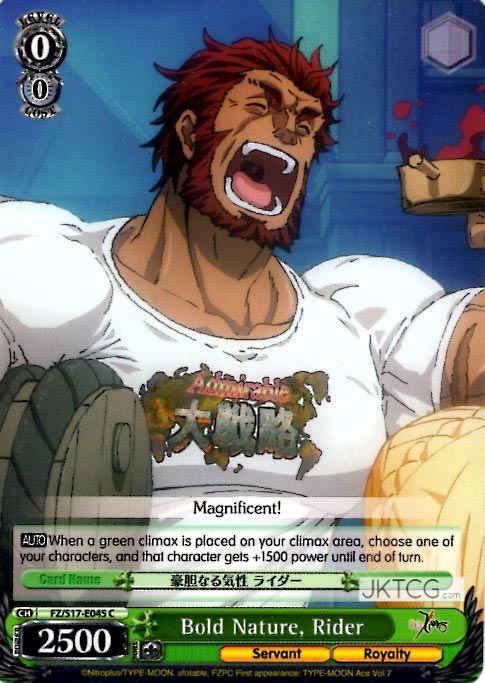 LEVEL
0
0
COST
Admirable
大戦略
Magnificent!
AUTO When a green climax is placed on your climax area, choose one of
your characters, and that character gets +1500 power until end of turn.
Card Name
豪胆なる気性 ライダー
JKTCG.com
CH
FZ/S17-E045 C
POWER
2500
SOUL
Bold Nature, Rider
Servant
Royalty
©Nitroplus/TYPE-MOON, ufotable, FZPC First appearance: TYPE-MOON Ace Vol.7